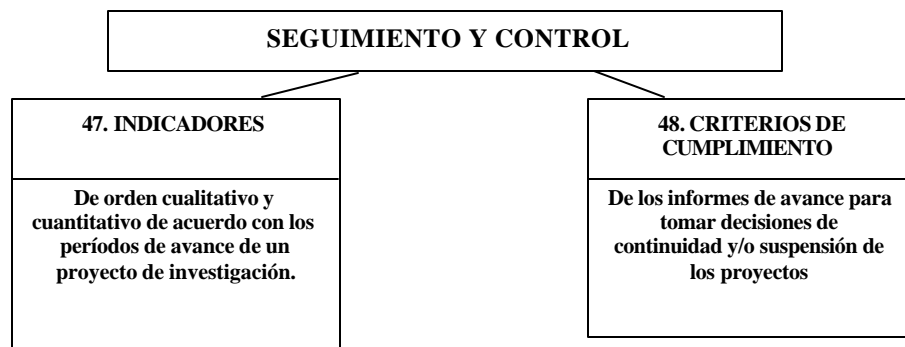 SEGUIMIENTO Y CONTROL
47. INDICADORES
De orden cualitativo y
cuantitativo de acuerdo con los
períodos de avance de un
proyecto de investigación.
48. CRITERIOS DE
CUMPLIMIENTO
De los informes de avance para
tomar decisiones de
continuidad y/o suspensión de
los proyectos